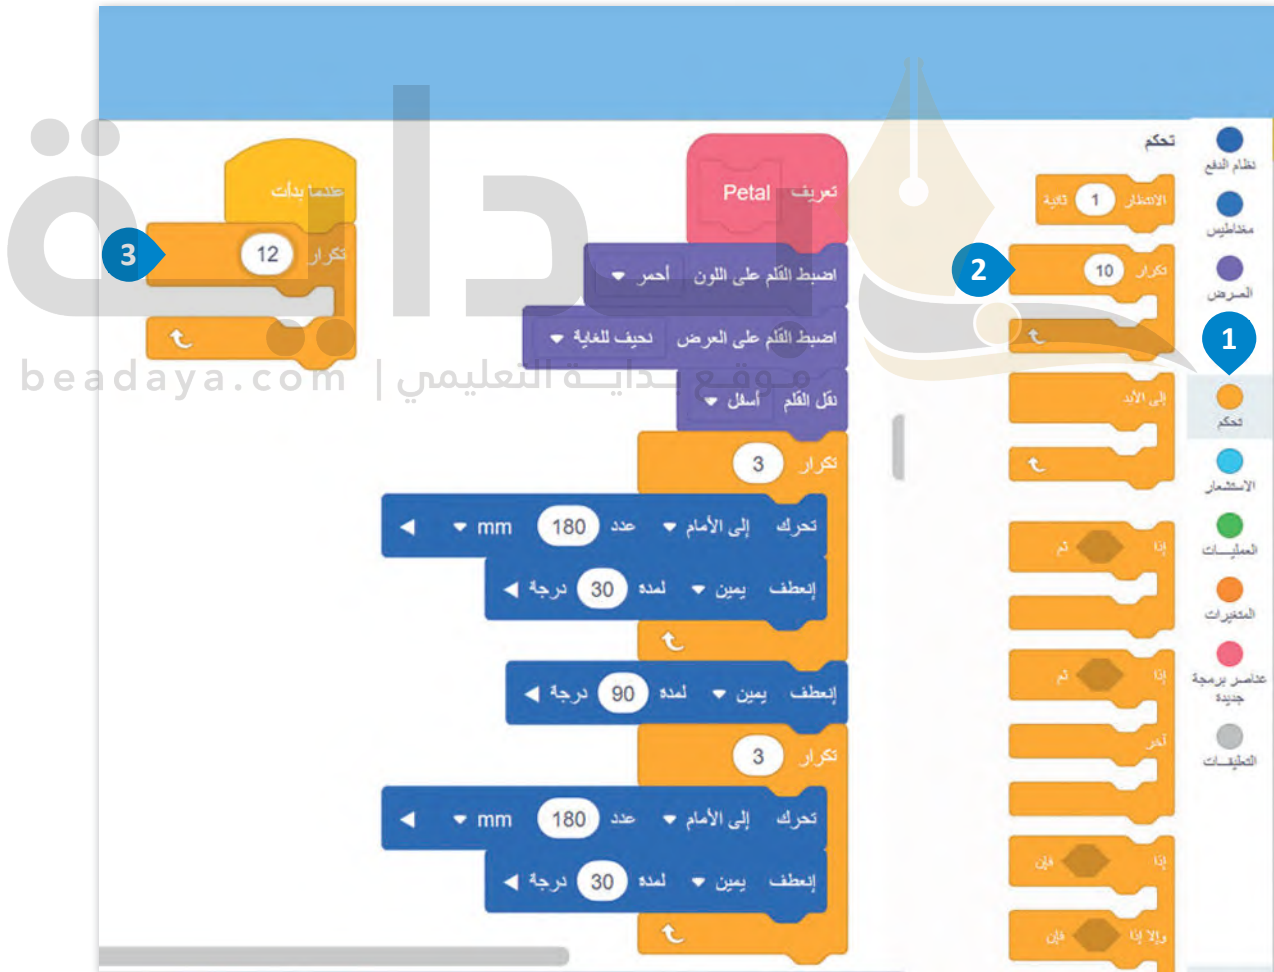 تحكم
نظام الدفع
مغناطيس
العرض
تحكم
الاستشعار
العمليات
المتغيرات
عناصر برمجة
جديدة
التعليقات
1
الانتظار 1 ثانية
تكرار 10
2
إلى الأبد
إذا ثم
إذا ثم
آخر
إذا فإن
وإلا إذا فإن
تعريف Petal
اضبط القلم على اللون أحمر
اضبط القلم على العرض نحيف للغاية
نقل القلم أسفل
تكرار 3
تحرك إلى الأمام عدد 180 mm
إنعطف يمين لمدة 30 درجة
إنعطف يمين لمدة 90 درجة
تكرار 3
تحرك إلى الأمام عدد 180 mm
إنعطف يمين لمدة 30 درجة
عندما بدأت
تكرار 12
3
بداية
موقع بداية التعليمي | beadaya.com